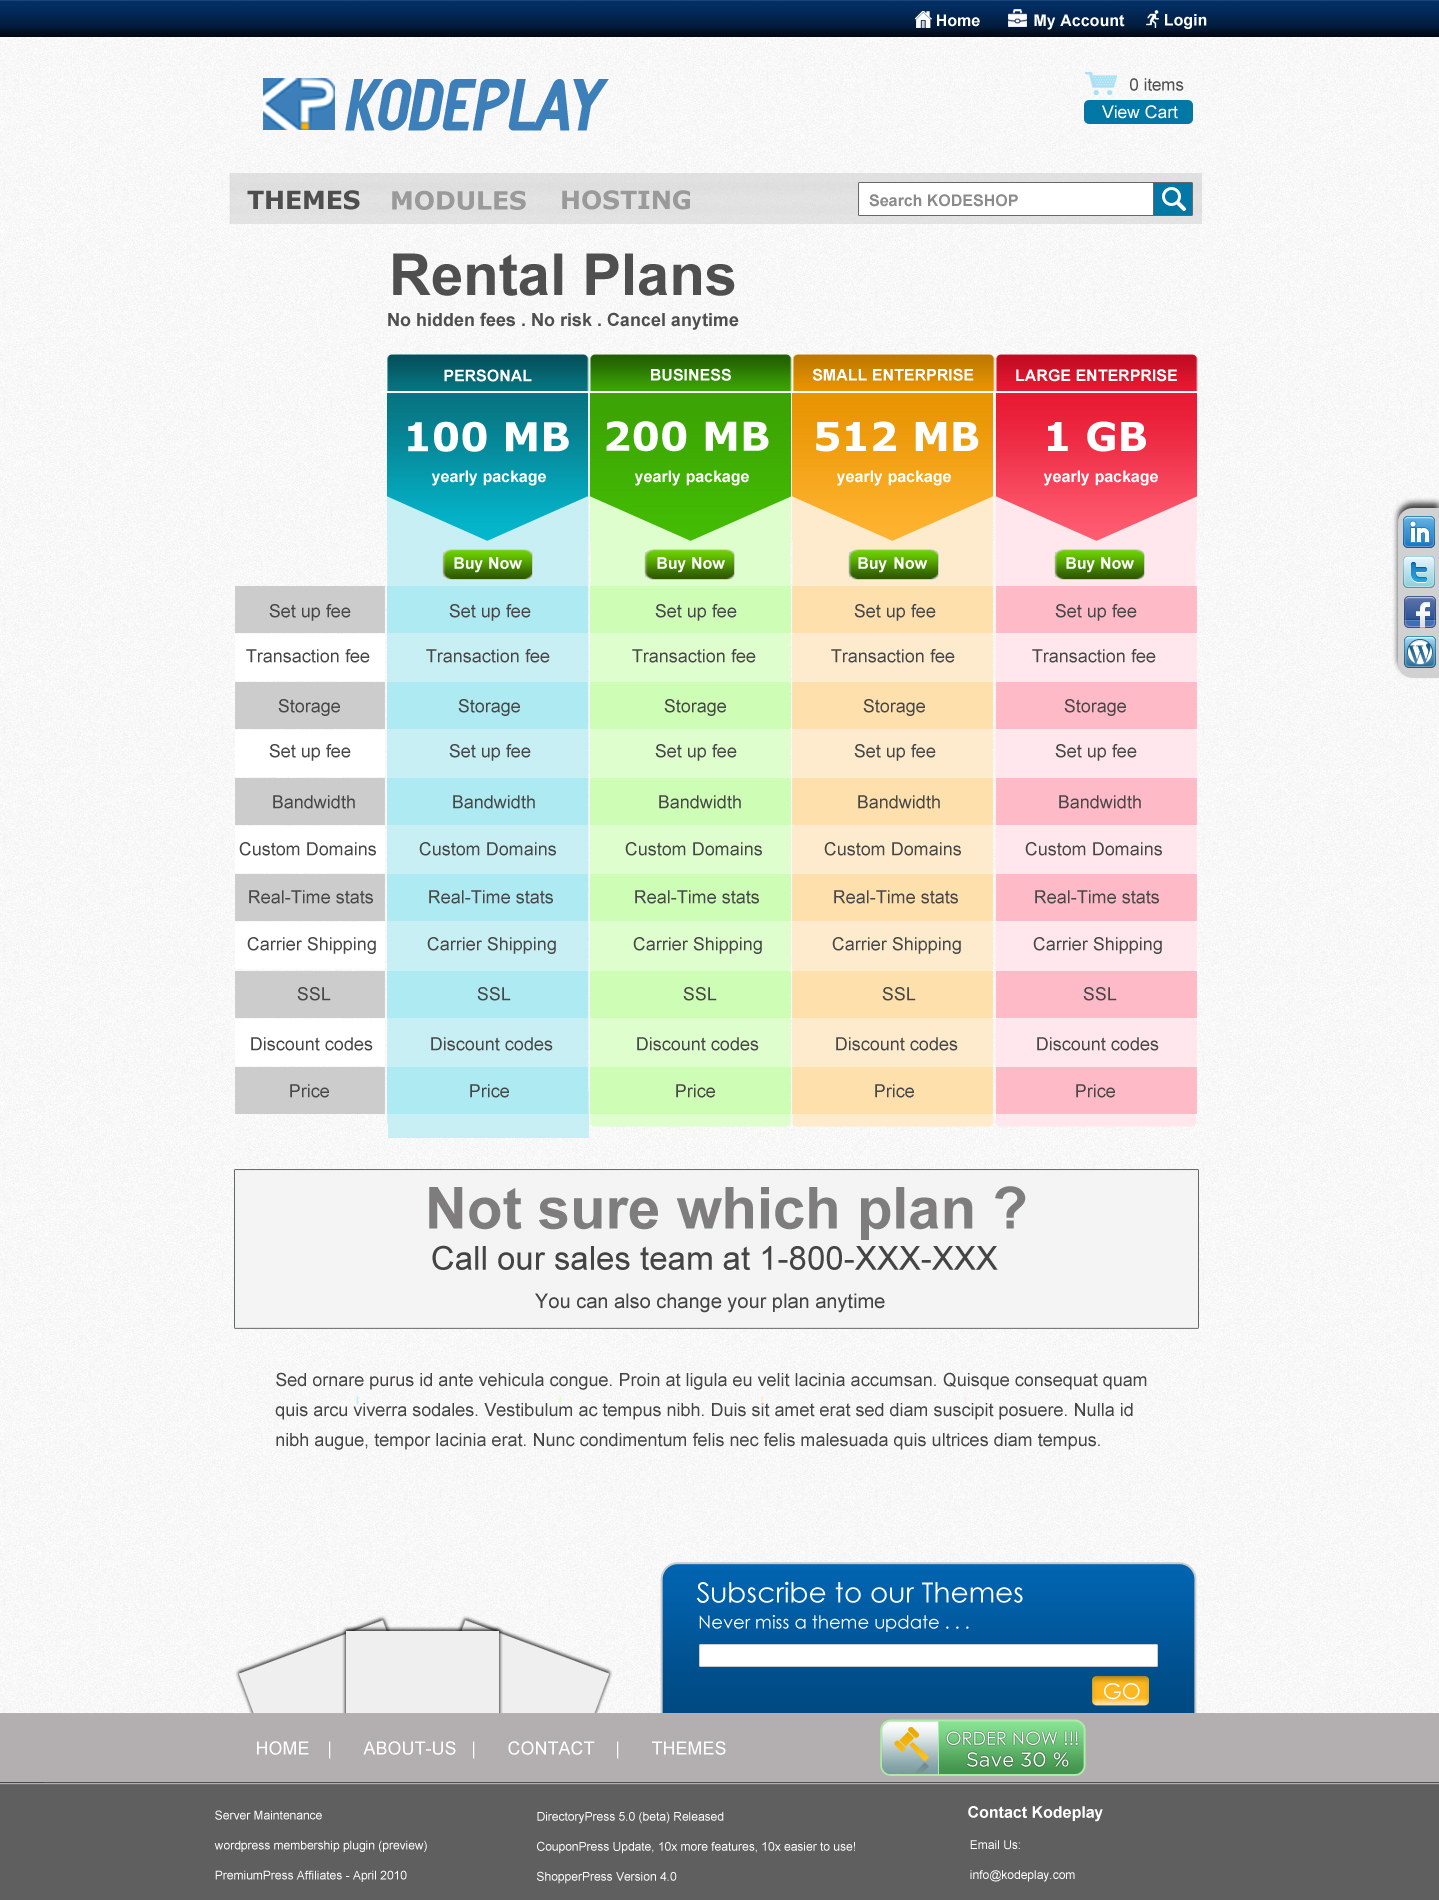 Home My Account Login
KODEPLAY
0 items
View Cart
THEMES MODULES HOSTING Search KODESHOP
Rental Plans
No hidden fees . No risk . Cancel anytime
PERSONAL BUSINESS SMALL ENTERPRISE LARGE ENTERPRISE
100 MB 200 MB 512 MB 1 GB
yearly package yearly package yearly package yearly package
Buy Now Buy Now Buy Now Buy Now
Set up fee Set up fee Set up fee Set up fee Set up fee
Transaction fee Transaction fee Transaction fee Transaction fee Transaction fee
Storage Storage Storage Storage Storage
Set up fee Set up fee Set up fee Set up fee Set up fee
Bandwidth Bandwidth Bandwidth Bandwidth Bandwidth
Custom Domains Custom Domains Custom Domains Custom Domains Custom Domains
Real-Time stats Real-Time stats Real-Time stats Real-Time stats Real-Time stats
Carrier Shipping Carrier Shipping Carrier Shipping Carrier Shipping Carrier Shipping
SSL SSL SSL SSL SSL
Discount codes Discount codes Discount codes Discount codes Discount codes
Price Price Price Price Price
Not sure which plan ?
Call our sales team at 1-800-XXX-XXX
You can also change your plan anytime
Sed ornare purus id ante vehicula congue. Proin at ligula eu velit lacinia accumsan. Quisque consequat quam
quis arcu viverra sodales. Vestibulum ac tempus nibh. Duis sit amet erat sed diam suscipit posuere. Nulla id
nibh augue, tempor lacinia erat. Nunc condimentum felis nec felis malesuada quis ultrices diam tempus.
Subscribe to our Themes
Never miss a theme update . . .
GO
HOME | ABOUT-US | CONTACT | THEMES
ORDER NOW !!!
Save 30 %
Server Maintenance
wordpress membership plugin (preview)
PremiumPress Affiliates - April 2010
DirectoryPress 5.0 (beta) Released
CouponPress Update, 10x more features, 10x easier to use!
ShopperPress Version 4.0
Contact Kodeplay
Email Us:
info@kodeplay.com